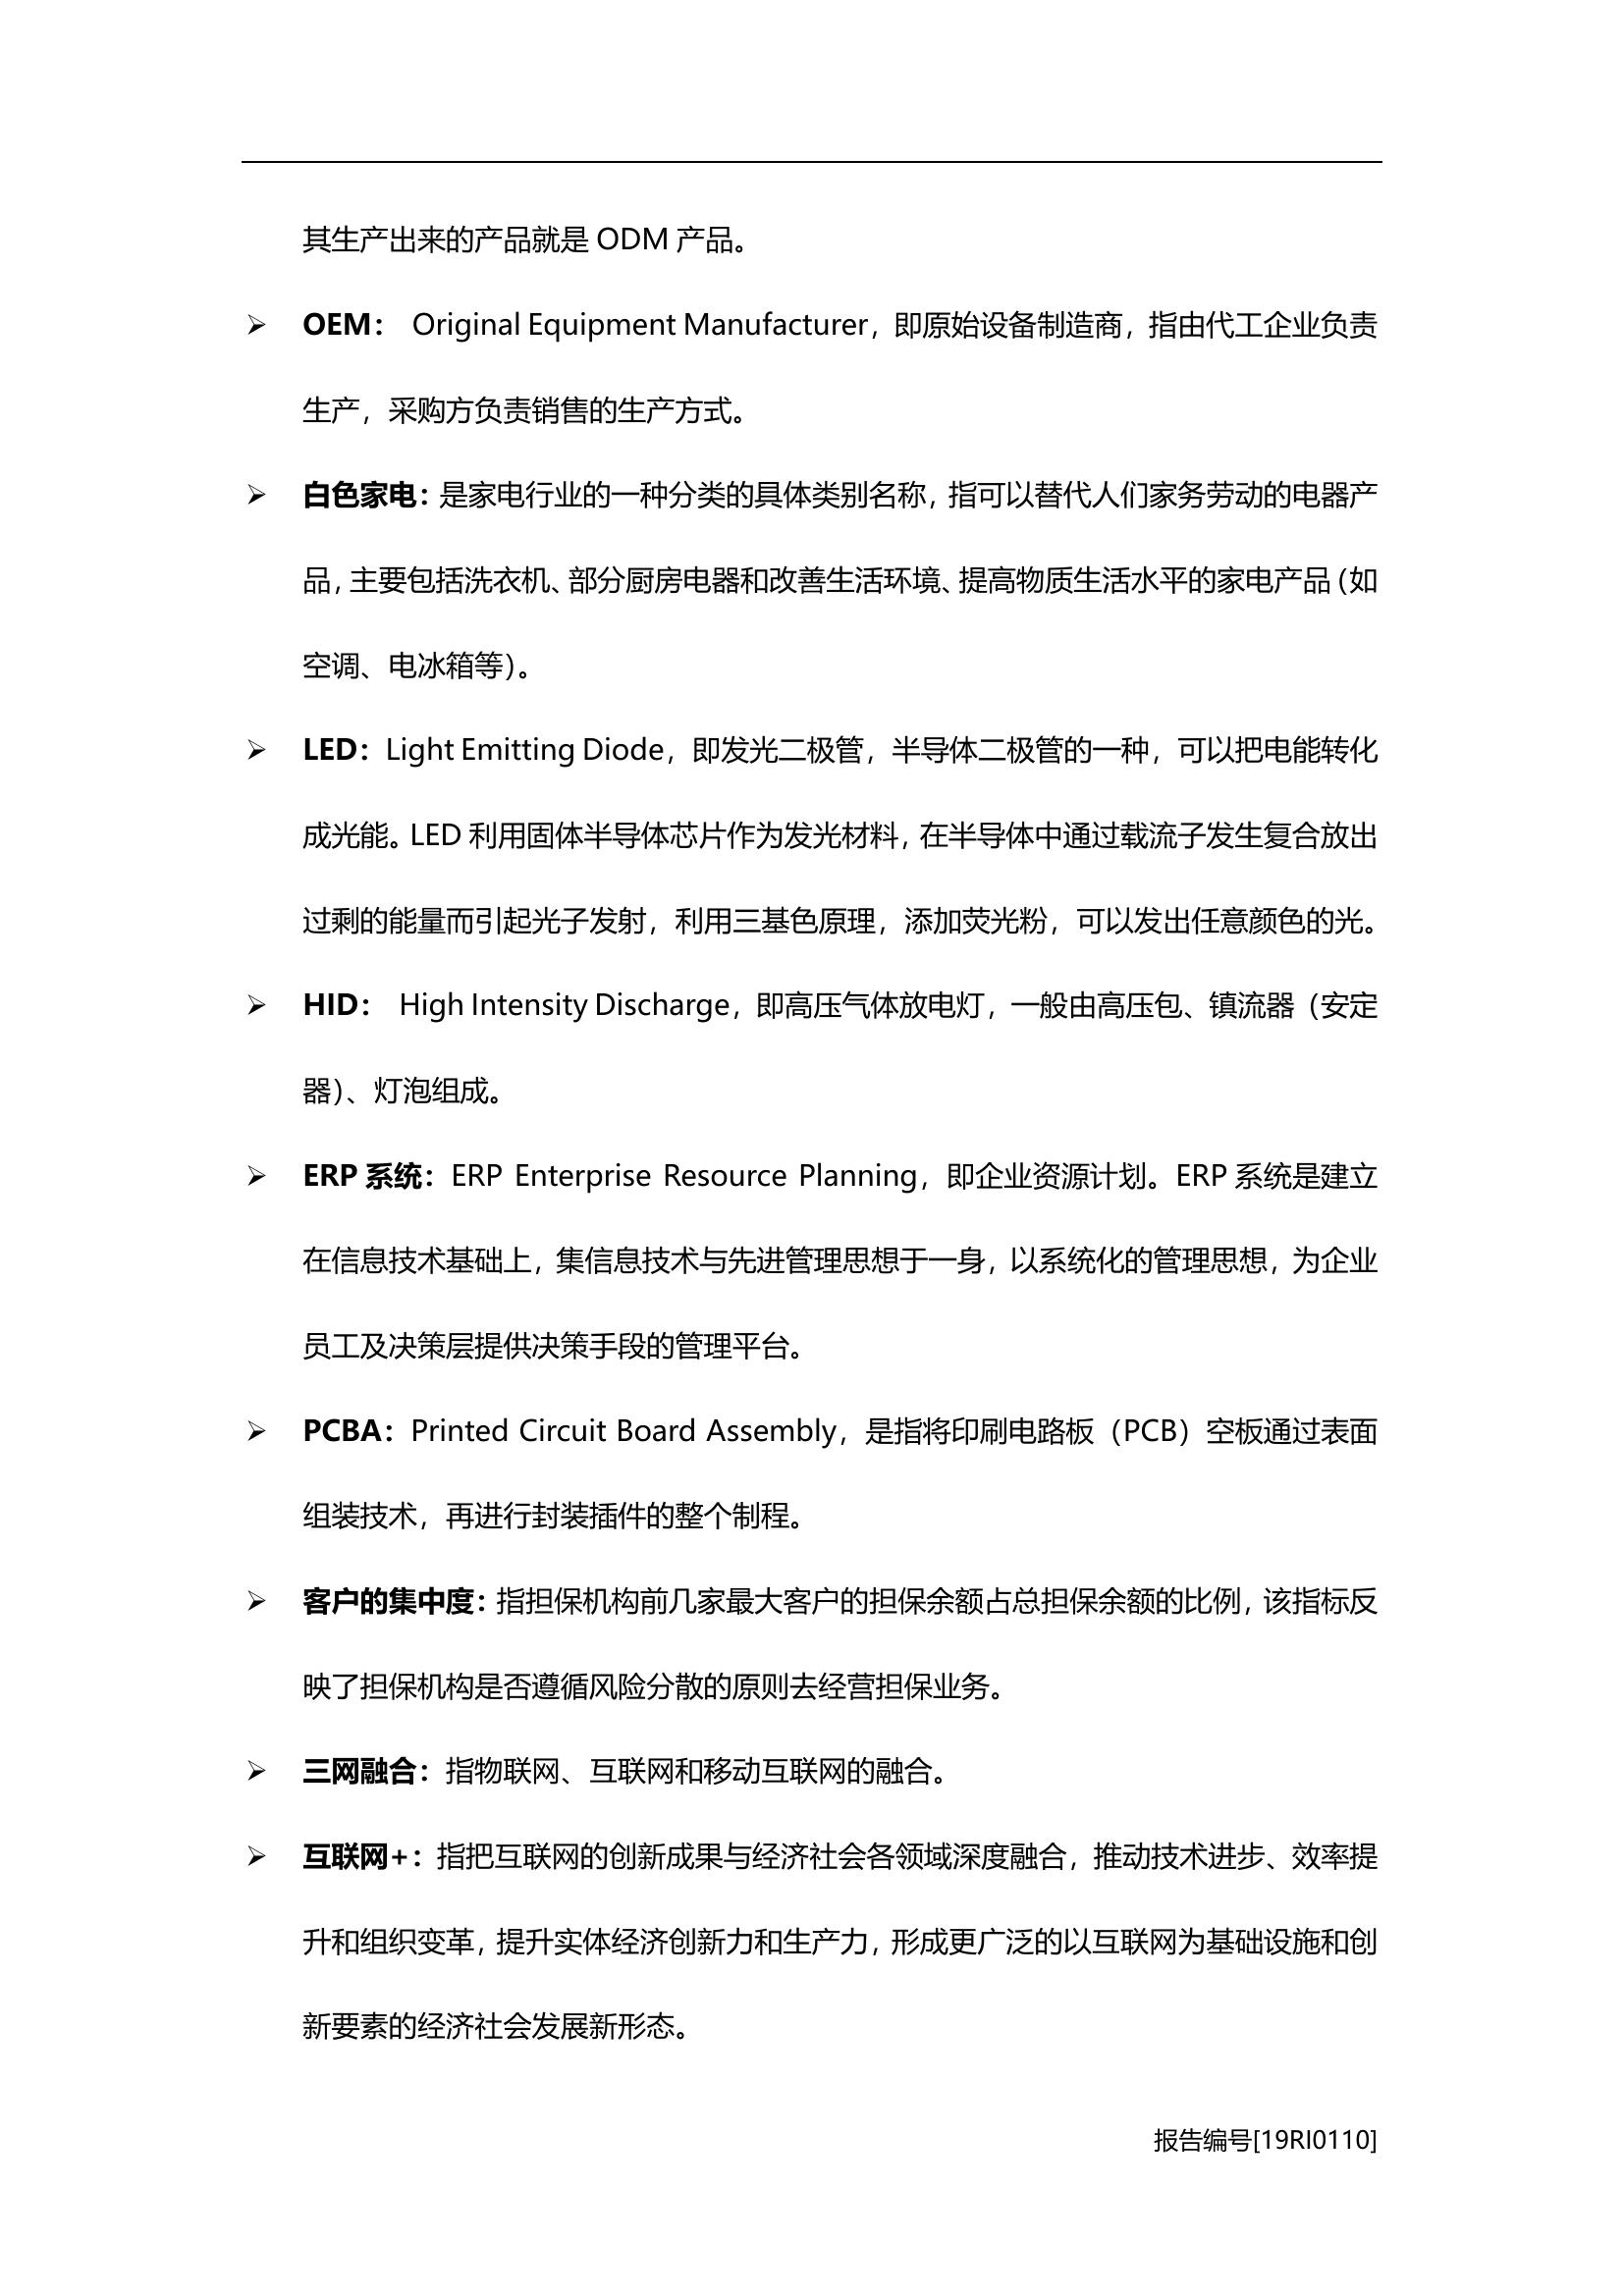 其生产出来的产品就是 ODM 产品。
➢ OEM： Original Equipment Manufacturer，即原始设备制造商，指由代工企业负责
生产，采购方负责销售的生产方式。
➢ 白色家电：是家电行业的一种分类的具体类别名称，指可以替代人们家务劳动的电器产
品，主要包括洗衣机、部分厨房电器和改善生活环境、提高物质生活水平的家电产品（如
空调、电冰箱等）。
➢ LED：Light Emitting Diode，即发光二极管，半导体二极管的一种，可以把电能转化
成光能。LED 利用固体半导体芯片作为发光材料，在半导体中通过载流子发生复合放出
过剩的能量而引起光子发射，利用三基色原理，添加荧光粉，可以发出任意颜色的光。
➢ HID： High Intensity Discharge，即高压气体放电灯，一般由高压包、镇流器（安定
器）、灯泡组成。
➢ ERP 系统：ERP Enterprise Resource Planning，即企业资源计划。ERP 系统是建立
在信息技术基础上，集信息技术与先进管理思想于一身，以系统化的管理思想，为企业
员工及决策层提供决策手段的管理平台。
➢ PCBA：Printed Circuit Board Assembly，是指将印刷电路板（PCB）空板通过表面
组装技术，再进行封装插件的整个制程。
➢ 客户的集中度：指担保机构前几家最大客户的担保余额占总担保余额的比例，该指标反
映了担保机构是否遵循风险分散的原则去经营担保业务。
➢ 三网融合：指物联网、互联网和移动互联网的融合。
➢ 互联网+：指把互联网的创新成果与经济社会各领域深度融合，推动技术进步、效率提
升和组织变革，提升实体经济创新力和生产力，形成更广泛的以互联网为基础设施和创
新要素的经济社会发展新形态。
报告编号[19RI0110]